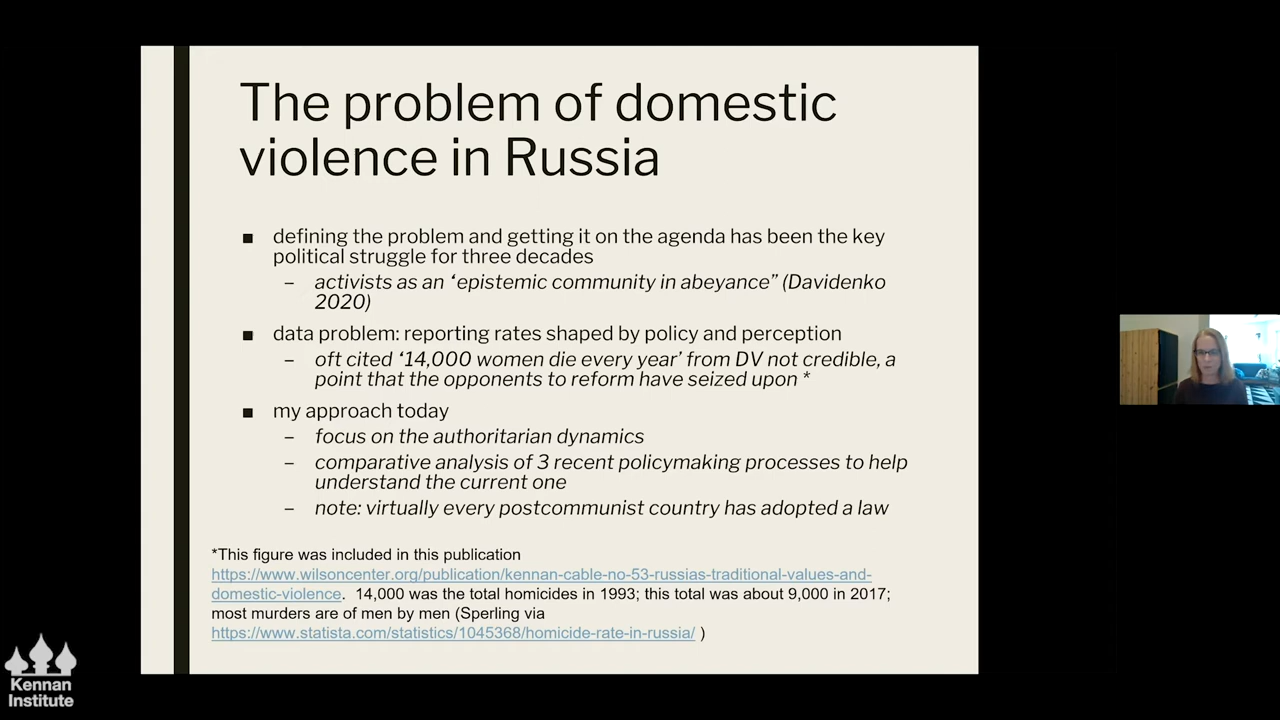 The problem of domestic
violence in Russia
■ defining the problem and getting it on the agenda has been the key
political struggle for three decades
– activists as an ‘epistemic community in abeyance” (Davidenko
2020)
■ data problem: reporting rates shaped by policy and perception
– oft cited ‘14,000 women die every year’ from DV not credible, a
point that the opponents to reform have seized upon *
■ my approach today
– focus on the authoritarian dynamics
– comparative analysis of 3 recent policymaking processes to help
understand the current one
– note: virtually every postcommunist country has adopted a law
*This figure was included in this publication
https://www.wilsoncenter.org/publication/kennan-cable-no-53-russias-traditional-values-and-
domestic-violence. 14,000 was the total homicides in 1993; this total was about 9,000 in 2017;
most murders are of men by men (Sperling via
https://www.statista.com/statistics/1045368/homicide-rate-in-russia/ )
Kennan
Institute